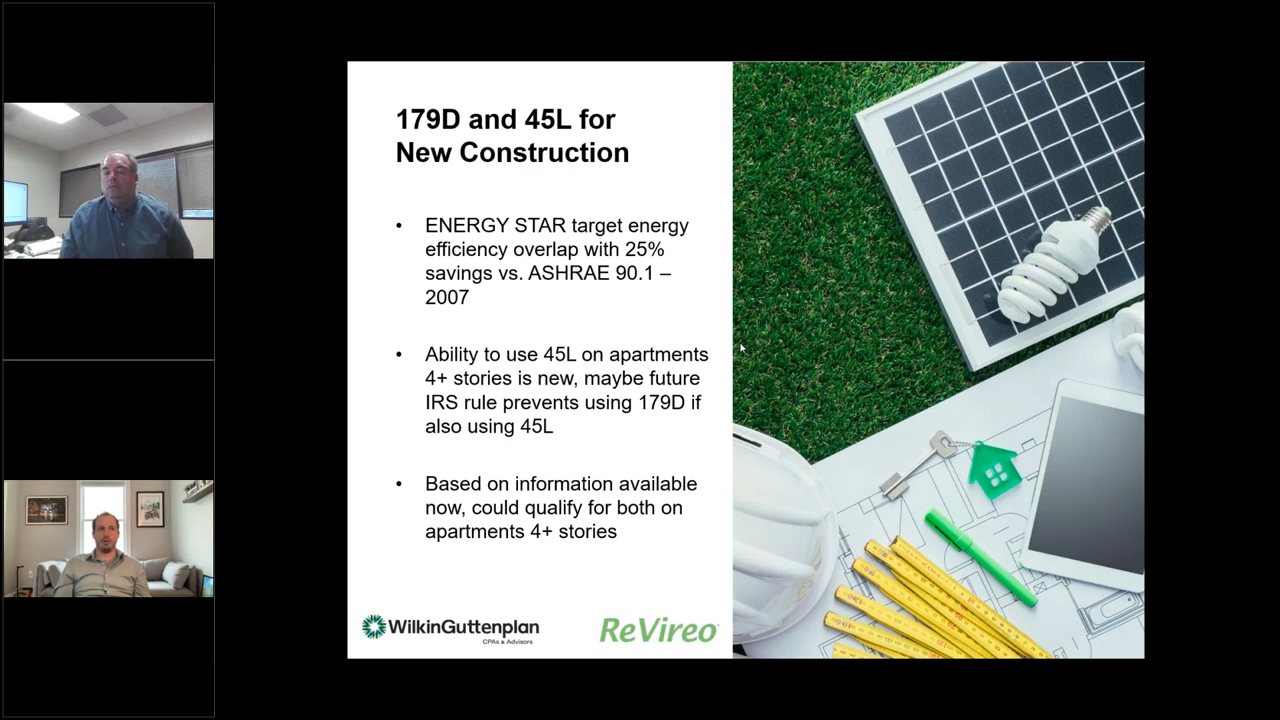 179D and 45L for
New Construction
• ENERGY STAR target energy
efficiency overlap with 25%
savings vs. ASHRAE 90.1 –
2007
• Ability to use 45L on apartments
4+ stories is new, maybe future
IRS rule prevents using 179D if
also using 45L
• Based on information available
now, could qualify for both on
apartments 4+ stories
WilkinGuttenplan
CPAs & Advisors
ReVireo